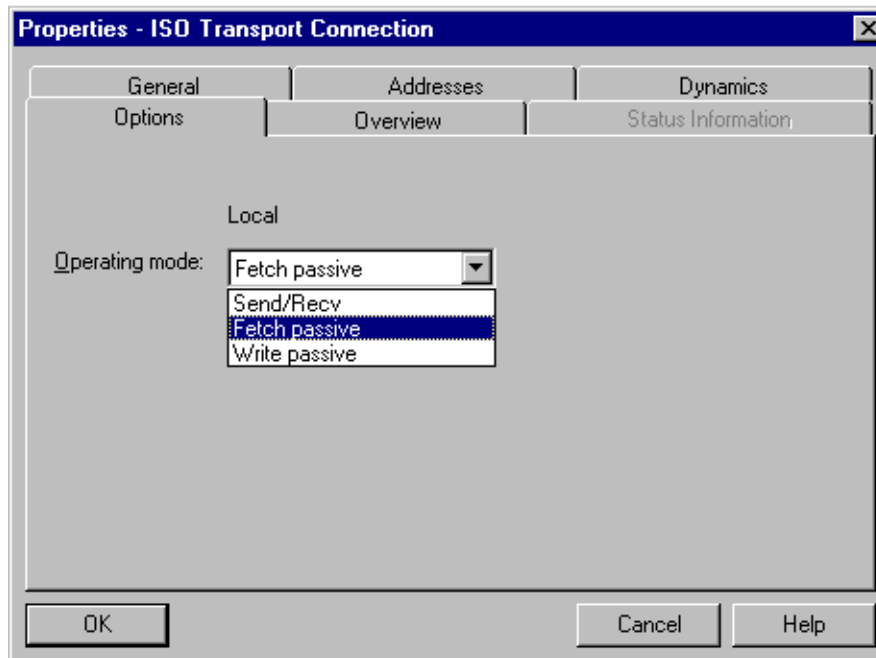 Properties - ISO Transport Connection
General Addresses Dynamics
Options Overview Status Information
Local
Operating mode: Fetch passive
Send/Recv
Fetch passive
Write passive
OK Cancel Help